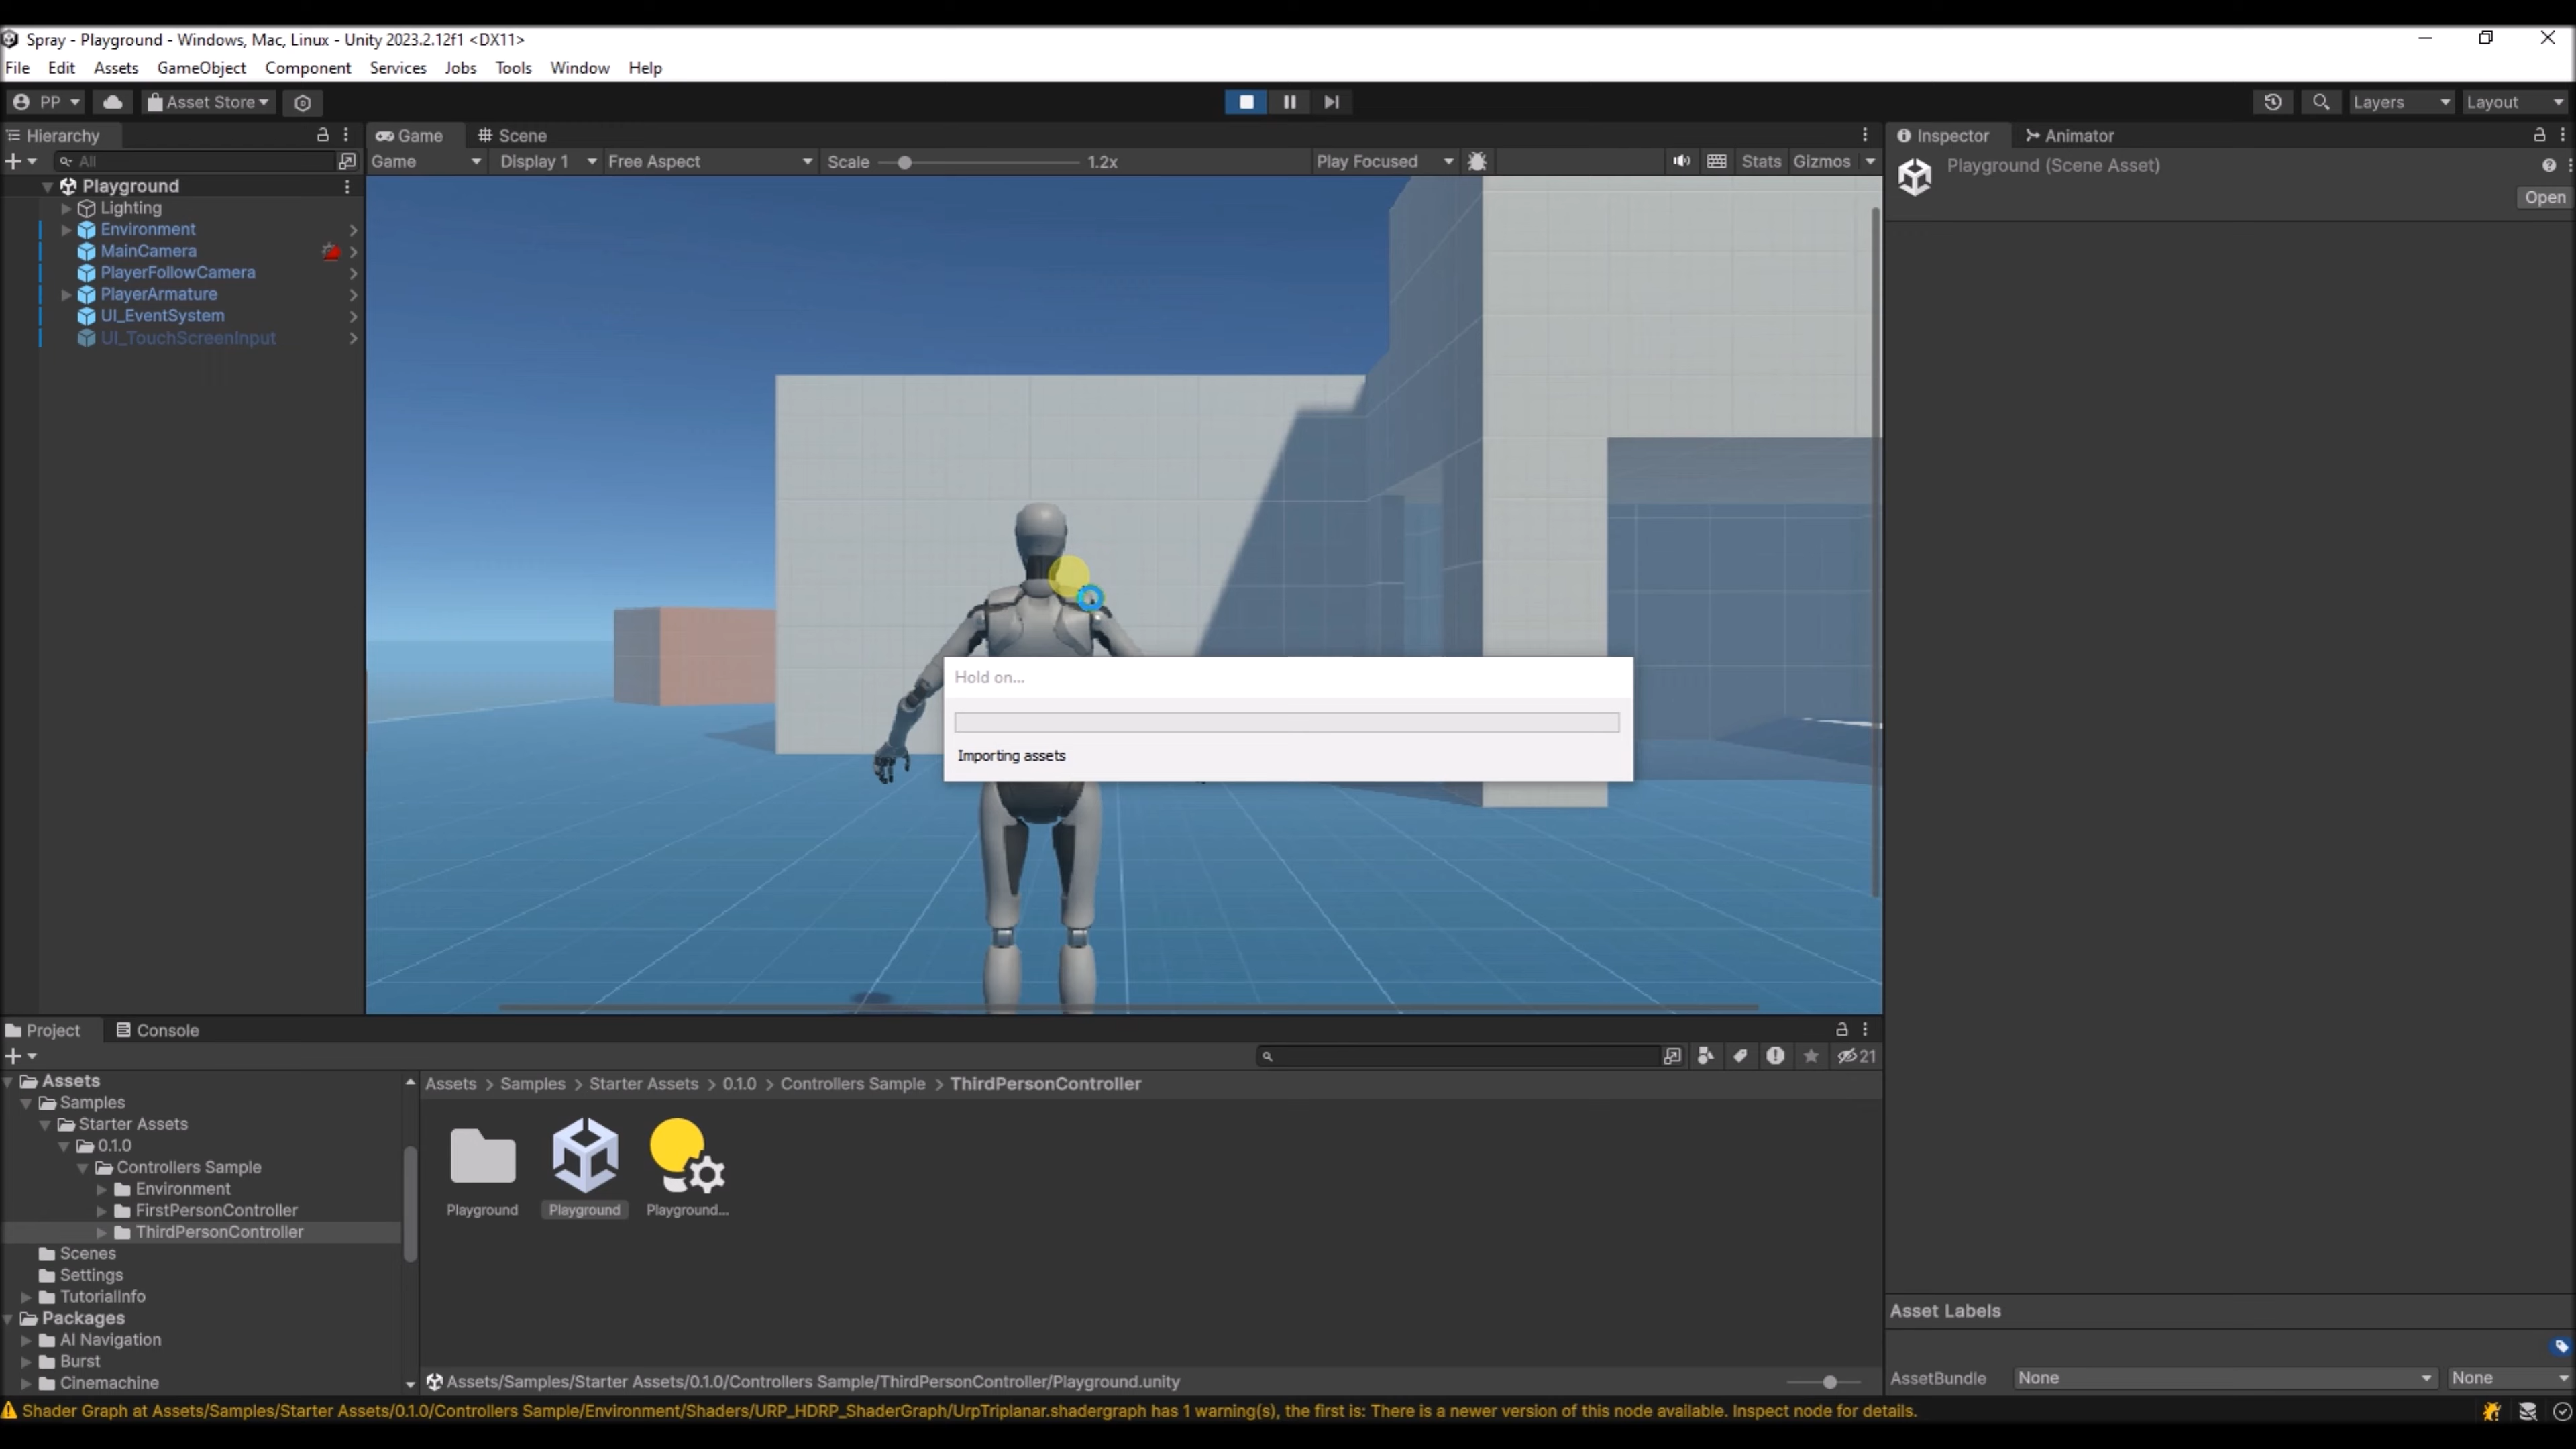 Spray - Playground - Windows, Mac, Linux - Unity 2023.2.12f1 <DX11>
File Edit Assets GameObject Component Services Jobs Tools Window Help
PP Asset Store Layers Layout
Hierarchy
All
Playground
Lighting
Environment
MainCamera
PlayerFollowCamera
PlayerArmature
UI_EventSystem
UI_TouchScreenInput
Game Scene
Game Display 1 Free Aspect Scale 1.2x Play Focused Stats Gizmos
Hold on...
Importing assets
Inspector Animator
Playground (Scene Asset)
Open
Project Console
21
Assets
Samples
Starter Assets
0.1.0
Controllers Sample
Environment
FirstPersonController
ThirdPersonController
Scenes
Settings
TutorialInfo
Packages
AI Navigation
Burst
Cinemachine
Assets > Samples > Starter Assets > 0.1.0 > Controllers Sample > ThirdPersonController
Playground Playground Playground...
Assets/Samples/Starter Assets/0.1.0/Controllers Sample/ThirdPersonController/Playground.unity
Asset Labels
AssetBundle None None
Shader Graph at Assets/Samples/Starter Assets/0.1.0/Controllers Sample/Environment/Shaders/URP_HDRP_ShaderGraph/UrpTriplanar.shadergraph has 1 warning(s), the first is: There is a newer version of this node available. Inspect node for details.